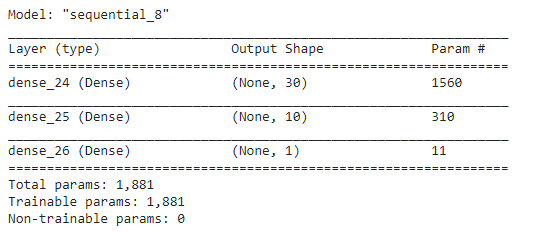 Model: "sequential_8"
_________________________________________________________________
Layer (type)                 Output Shape              Param #
=================================================================
dense_24 (Dense)             (None, 30)                1560
_________________________________________________________________
dense_25 (Dense)             (None, 10)                310
_________________________________________________________________
dense_26 (Dense)             (None, 1)                 11
=================================================================
Total params: 1,881
Trainable params: 1,881
Non-trainable params: 0